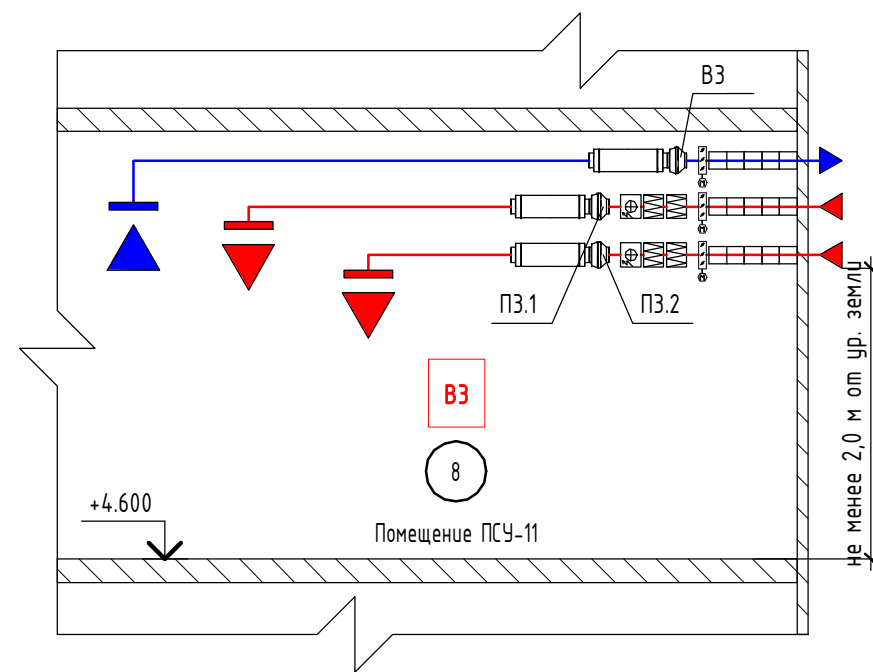 В3
П3.1
П3.2
не менее 2,0 м от ур. земли
В3
8
+4.600
Помещение ПСУ-11